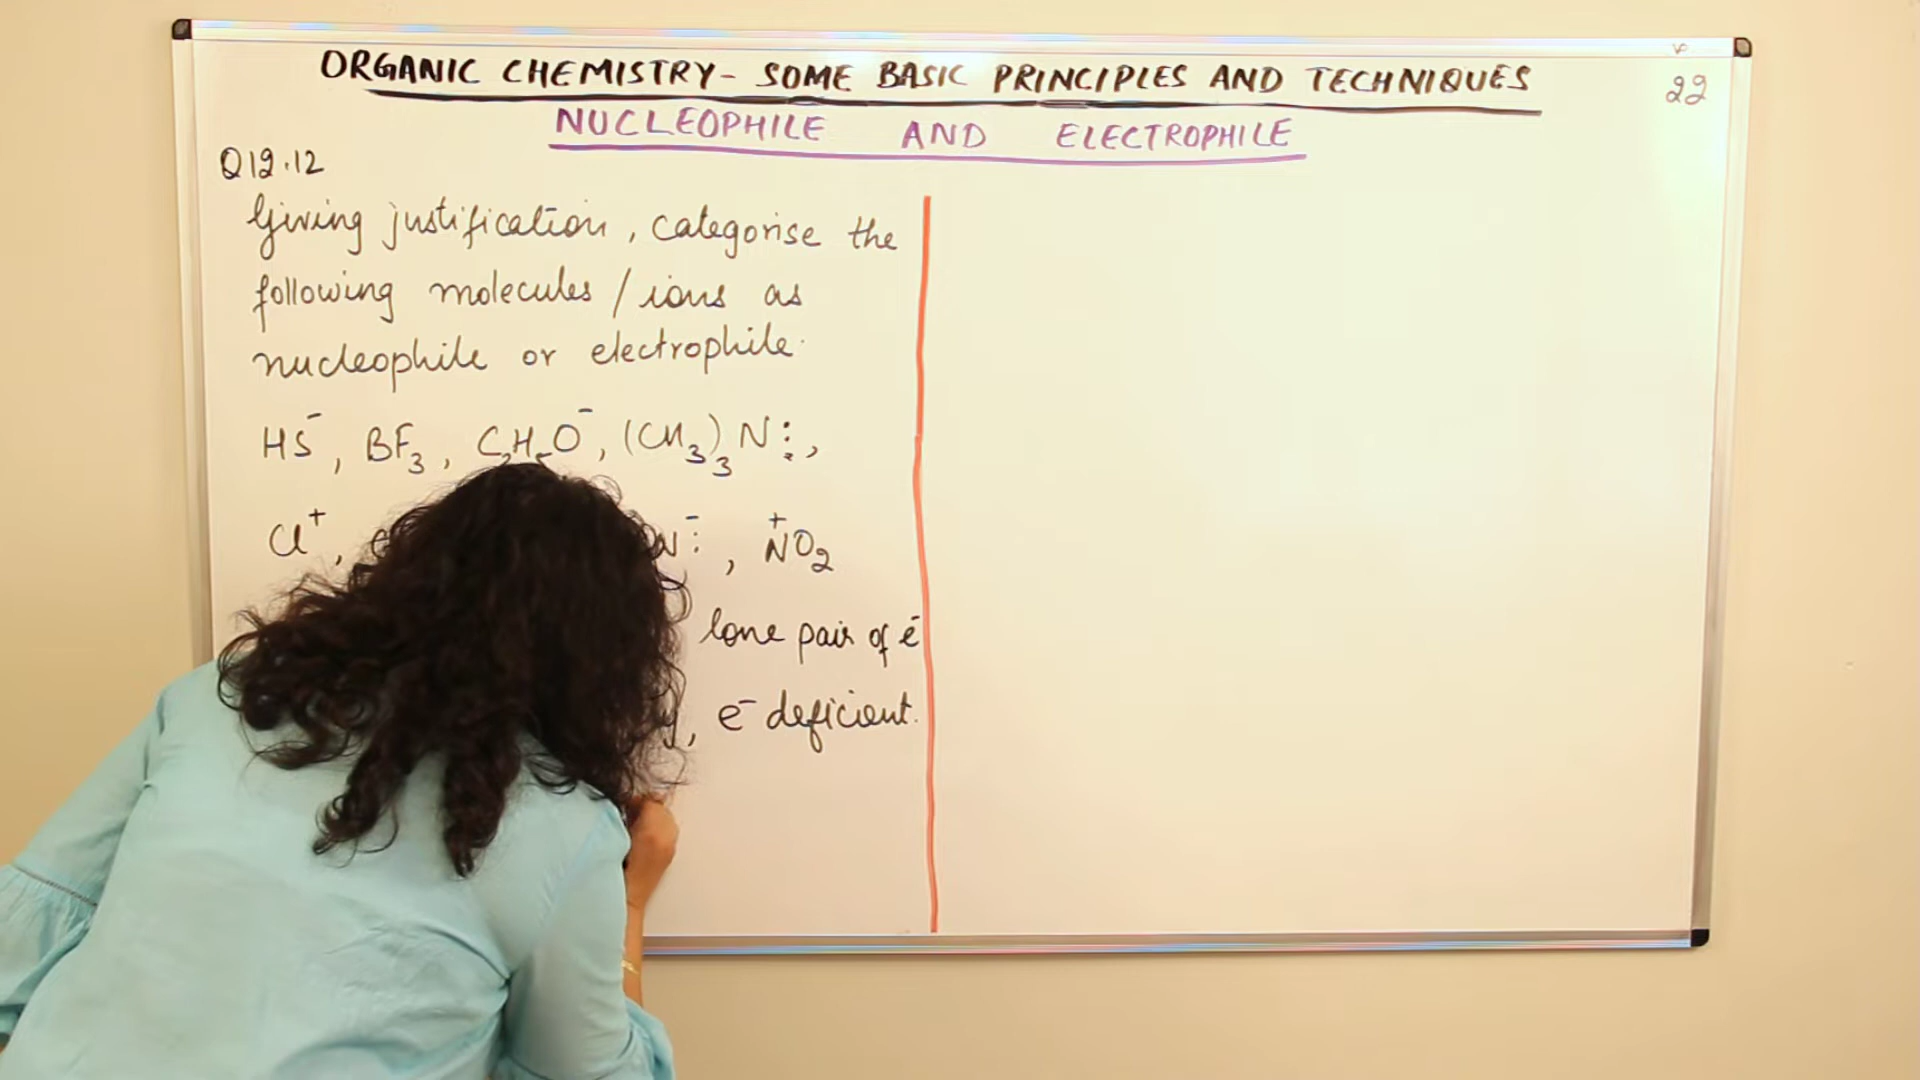 ORGANIC CHEMISTRY- SOME BASIC PRINCIPLES AND TECHNIQUES
22
NUCLEOPHILE AND ELECTROPHILE
Q12.12
Giving justification, categorise the
following molecules / ions as
nucleophile or electrophile.
HS⁻, BF₃, C₂H₅O⁻, (CH₃)₃N:,
Cl⁺, N⁻:, N⁺O₂
lone pair of e⁻
, e⁻ deficient.